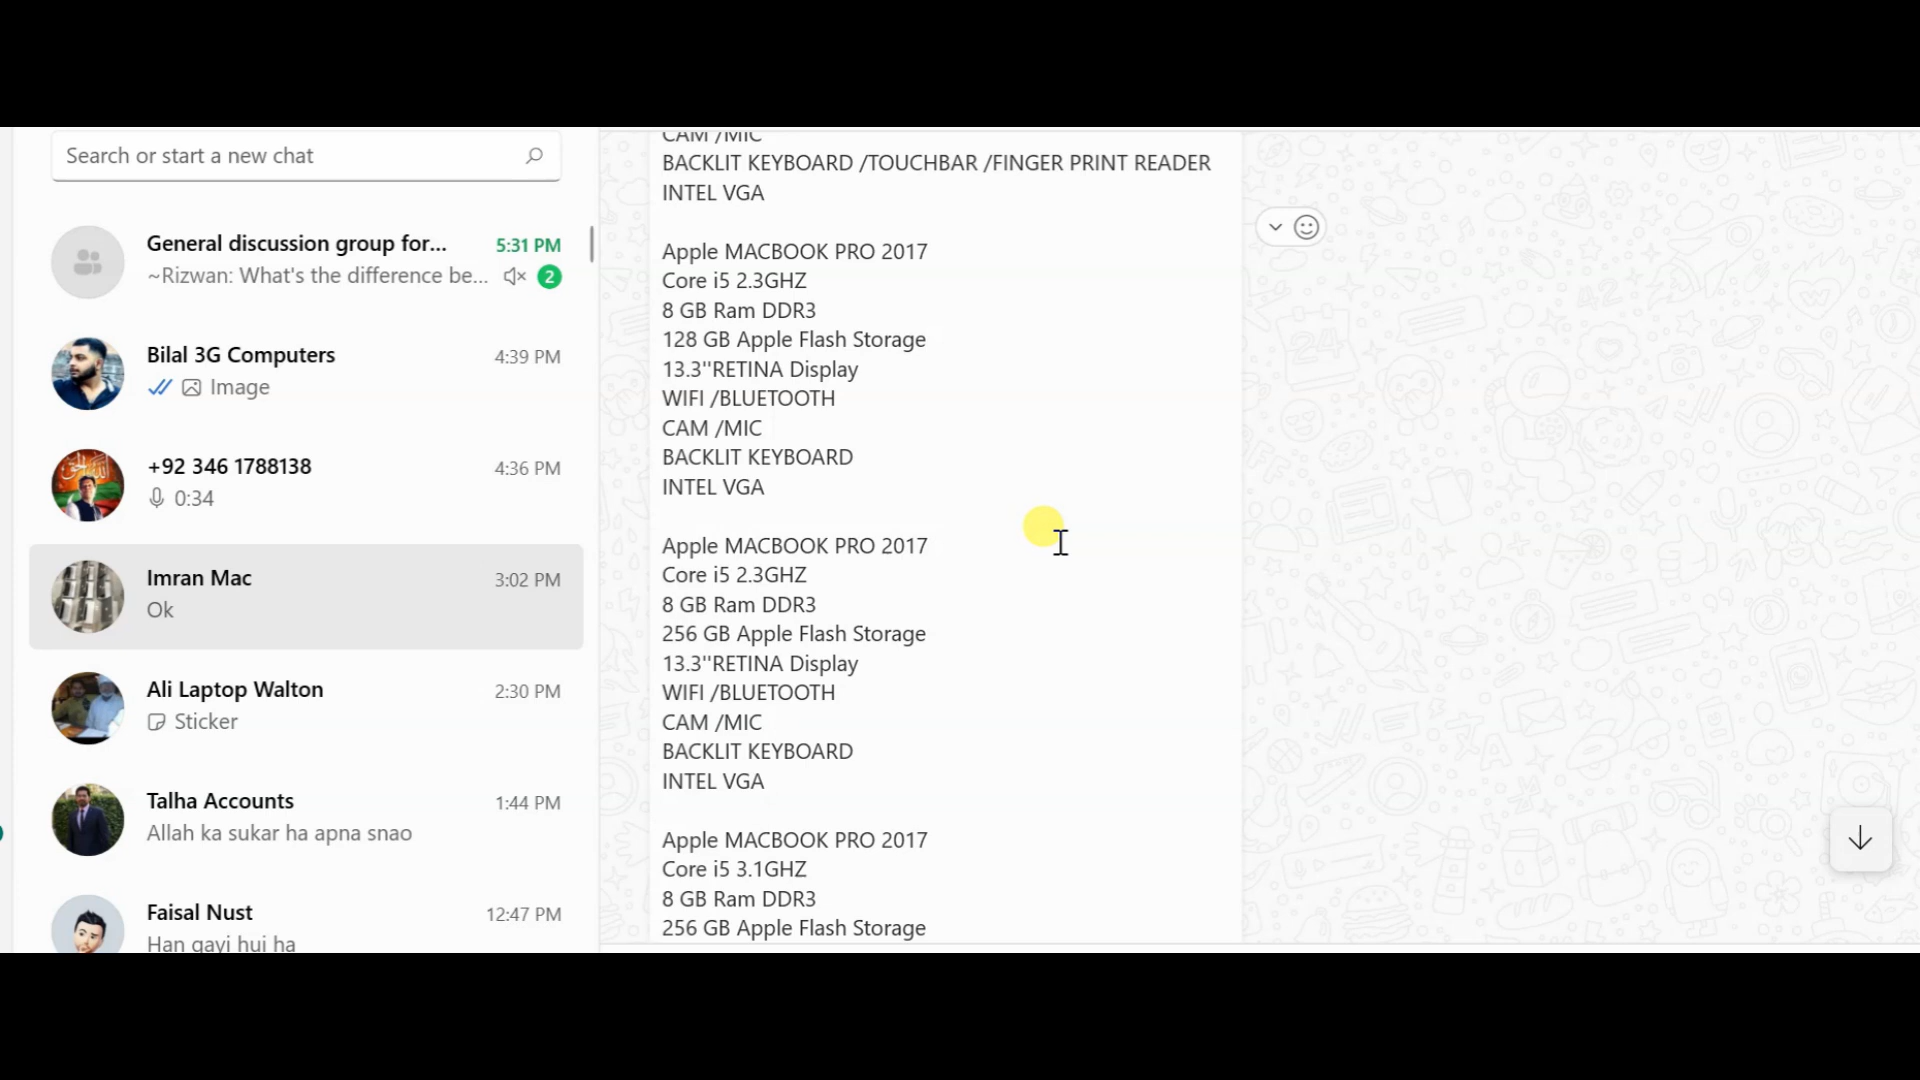 Search or start a new chat
General discussion group for...
5:31 PM
~Rizwan: What's the difference be...
2
Bilal 3G Computers
4:39 PM
Image
+92 346 1788138
4:36 PM
0:34
Imran Mac
3:02 PM
Ok
Ali Laptop Walton
2:30 PM
Sticker
Talha Accounts
1:44 PM
Allah ka sukar ha apna snao
Faisal Nust
12:47 PM
Han gayi hui ha
CAM /MIC
BACKLIT KEYBOARD /TOUCHBAR /FINGER PRINT READER
INTEL VGA
Apple MACBOOK PRO 2017
Core i5 2.3GHZ
8 GB Ram DDR3
128 GB Apple Flash Storage
13.3''RETINA Display
WIFI /BLUETOOTH
CAM /MIC
BACKLIT KEYBOARD
INTEL VGA
Apple MACBOOK PRO 2017
Core i5 2.3GHZ
8 GB Ram DDR3
256 GB Apple Flash Storage
13.3''RETINA Display
WIFI /BLUETOOTH
CAM /MIC
BACKLIT KEYBOARD
INTEL VGA
Apple MACBOOK PRO 2017
Core i5 3.1GHZ
8 GB Ram DDR3
256 GB Apple Flash Storage